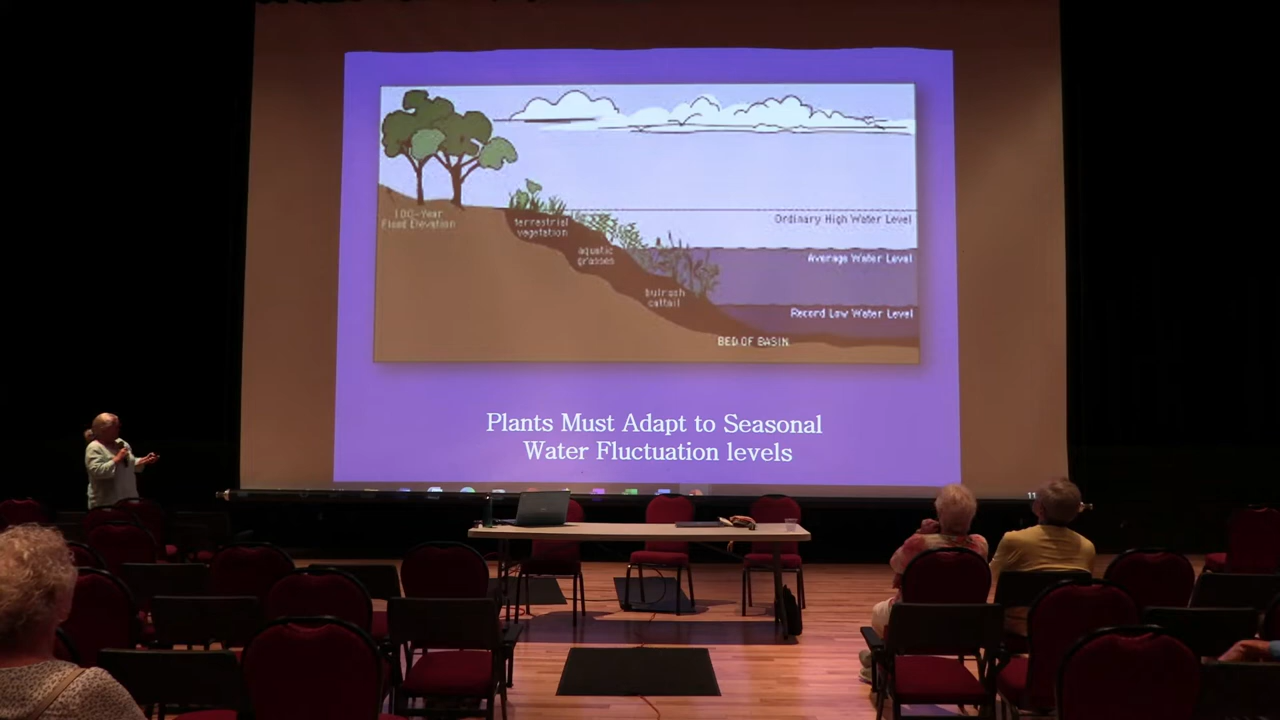 100-Year
Flood Elevation
terrestrial
vegetation
aquatic
grasses
bulrush
cattail
Ordinary High Water Level
Average Water Level
Record Low Water Level
BED OF BASIN
Plants Must Adapt to Seasonal
Water Fluctuation levels
11